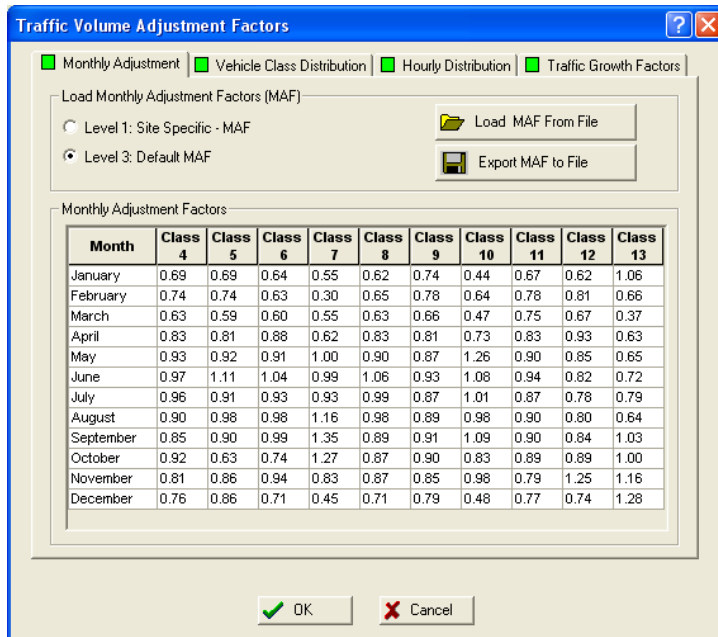 Traffic Volume Adjustment Factors
Monthly Adjustment Vehicle Class Distribution Hourly Distribution Traffic Growth Factors
Load Monthly Adjustment Factors (MAF)
Level 1: Site Specific - MAF
Load MAF From File
Level 3: Default MAF
Export MAF to File
Monthly Adjustment Factors
Month Class 4 Class 5 Class 6 Class 7 Class 8 Class 9 Class 10 Class 11 Class 12 Class 13
January 0.69 0.69 0.64 0.55 0.62 0.74 0.44 0.67 0.62 1.06
February 0.74 0.74 0.63 0.30 0.65 0.78 0.64 0.78 0.81 0.66
March 0.63 0.59 0.60 0.55 0.63 0.66 0.47 0.75 0.67 0.37
April 0.83 0.81 0.88 0.62 0.83 0.81 0.73 0.83 0.93 0.63
May 0.93 0.92 0.91 1.00 0.90 0.87 1.26 0.90 0.85 0.65
June 0.97 1.11 1.04 0.99 1.06 0.93 1.08 0.94 0.82 0.72
July 0.96 0.91 0.93 0.93 0.99 0.87 1.01 0.87 0.78 0.79
August 0.90 0.98 0.98 1.16 0.98 0.89 0.98 0.90 0.80 0.64
September 0.85 0.90 0.99 1.35 0.89 0.91 1.09 0.90 0.84 1.03
October 0.92 0.63 0.74 1.27 0.87 0.90 0.83 0.89 0.89 1.00
November 0.81 0.86 0.94 0.83 0.87 0.85 0.98 0.79 1.25 1.16
December 0.76 0.86 0.71 0.45 0.71 0.79 0.48 0.77 0.74 1.28
OK Cancel